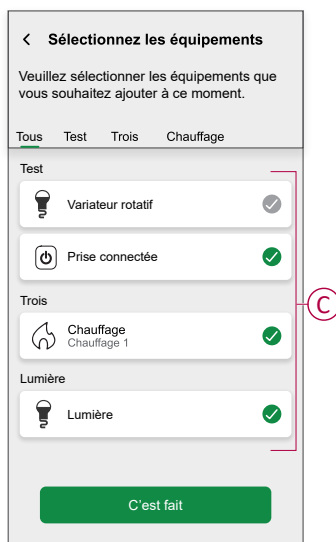 Sélectionnez les équipements
Veuillez sélectionner les équipements que
vous souhaitez ajouter à ce moment.
Tous Test Trois Chauffage
Test
Variateur rotatif
Prise connectée
Trois
Chauffage
Chauffage 1
C
Lumière
Lumière
C'est fait